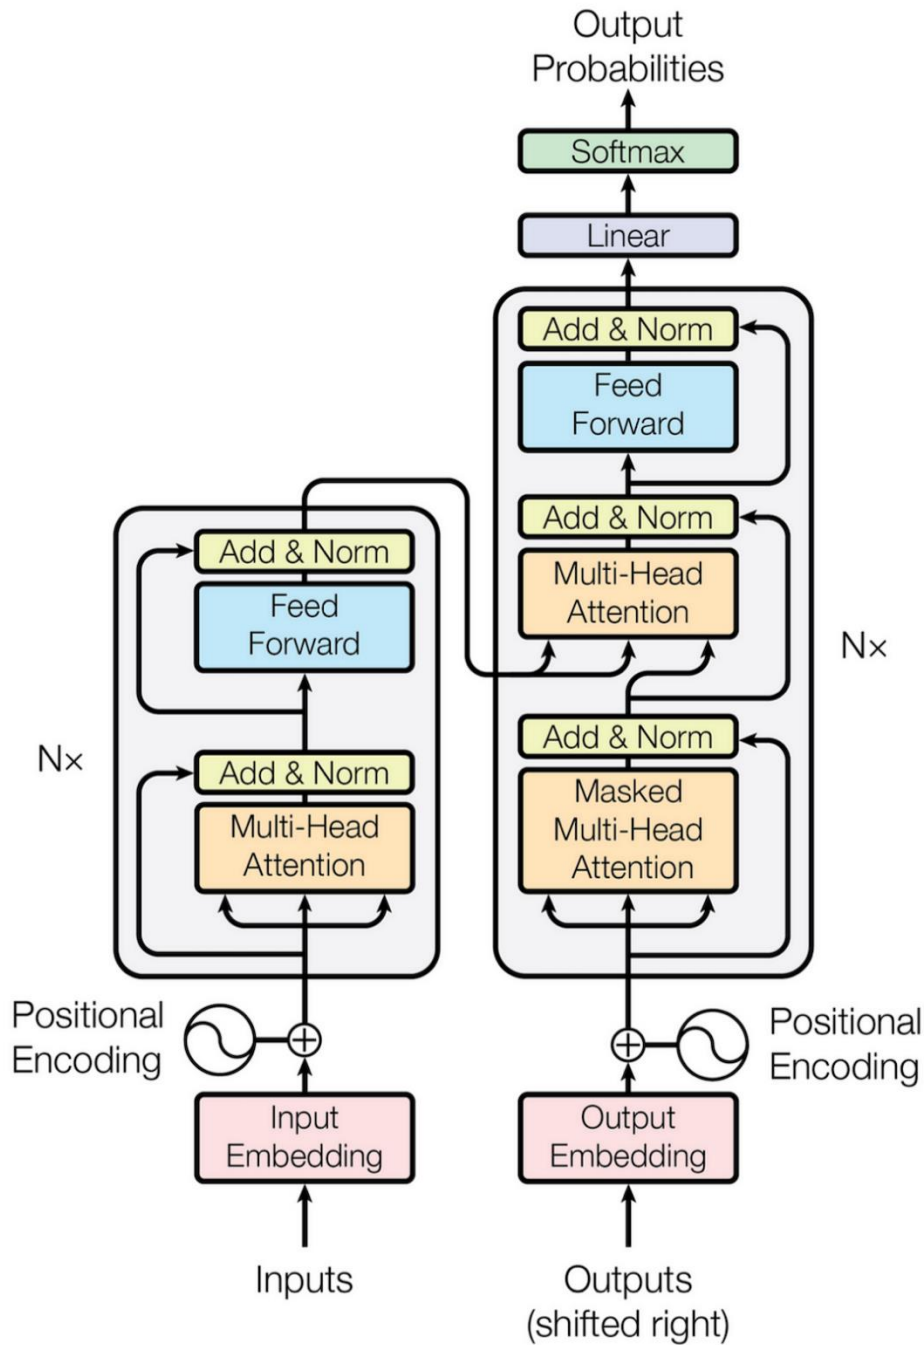 Output
Probabilities
Softmax
Linear
Add & Norm
Feed
Forward
Add & Norm
Multi-Head
Attention
N×
Add & Norm
Masked
Multi-Head
Attention
Add & Norm
Feed
Forward
N×
Add & Norm
Multi-Head
Attention
Positional
Encoding
Positional
Encoding
Input
Embedding
Output
Embedding
Inputs
Outputs
(shifted right)